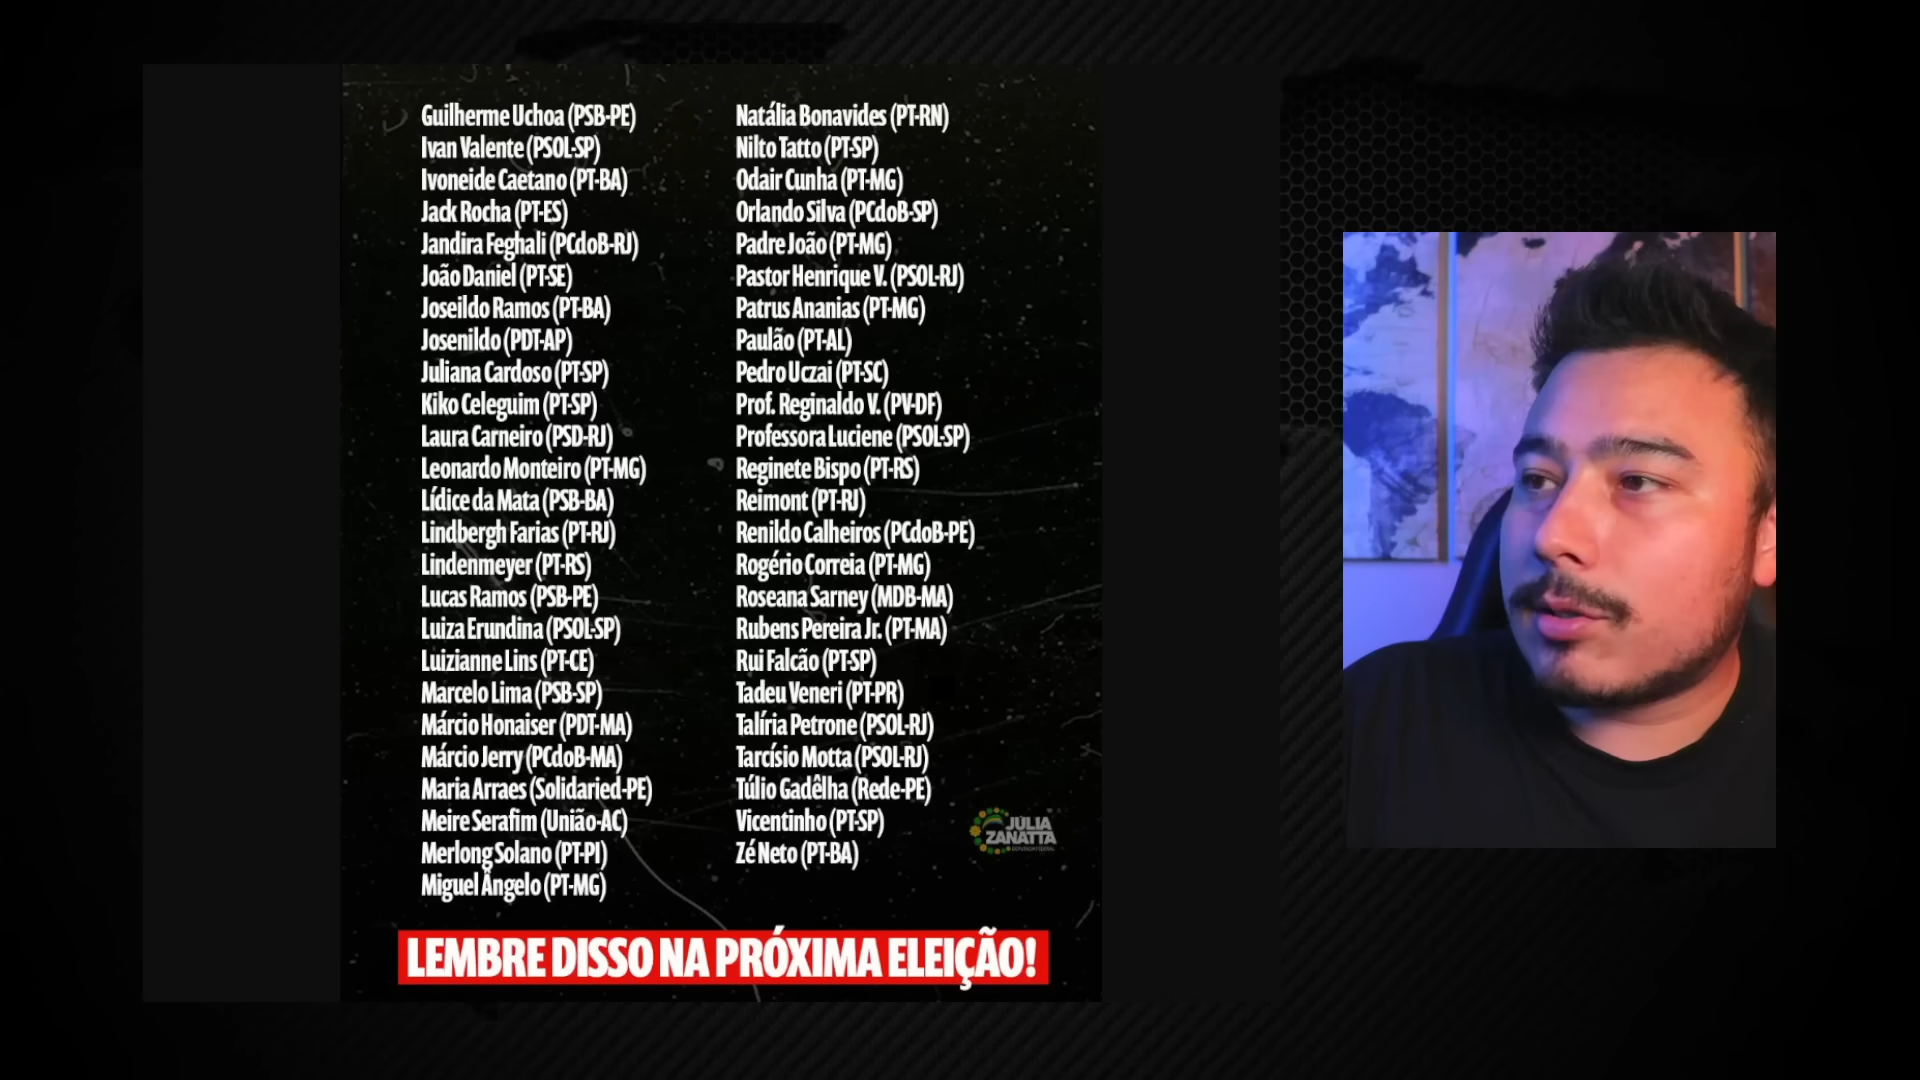 Guilherme Uchoa (PSB-PE)
Ivan Valente (PSOL-SP)
Ivoneide Caetano (PT-BA)
Jack Rocha (PT-ES)
Jandira Feghali (PCdoB-RJ)
João Daniel (PT-SE)
Joseildo Ramos (PT-BA)
Josenildo (PDT-AP)
Juliana Cardoso (PT-SP)
Kiko Celeguim (PT-SP)
Laura Carneiro (PSD-RJ)
Leonardo Monteiro (PT-MG)
Lídice da Mata (PSB-BA)
Lindbergh Farias (PT-RJ)
Lindenmeyer (PT-RS)
Lucas Ramos (PSB-PE)
Luiza Erundina (PSOL-SP)
Luizianne Lins (PT-CE)
Marcelo Lima (PSB-SP)
Márcio Honaiser (PDT-MA)
Márcio Jerry (PCdoB-MA)
Maria Arraes (Solidaried-PE)
Meire Serafim (União-AC)
Merlong Solano (PT-PI)
Miguel Ângelo (PT-MG)
Natália Bonavides (PT-RN)
Nilto Tatto (PT-SP)
Odair Cunha (PT-MG)
Orlando Silva (PCdoB-SP)
Padre João (PT-MG)
Pastor Henrique V. (PSOL-RJ)
Patrus Ananias (PT-MG)
Paulão (PT-AL)
Pedro Uczai (PT-SC)
Prof. Reginaldo V. (PV-DF)
Professora Luciene (PSOL-SP)
Reginete Bispo (PT-RS)
Reimont (PT-RJ)
Renildo Calheiros (PCdoB-PE)
Rogério Correia (PT-MG)
Roseana Sarney (MDB-MA)
Rubens Pereira Jr. (PT-MA)
Rui Falcão (PT-SP)
Tadeu Veneri (PT-PR)
Talíria Petrone (PSOL-RJ)
Tarcísio Motta (PSOL-RJ)
Túlio Gadêlha (Rede-PE)
Vicentinho (PT-SP)
Zé Neto (PT-BA)
JÚLIA
ZANATTA
LEMBRE DISSO NA PRÓXIMA ELEIÇÃO!